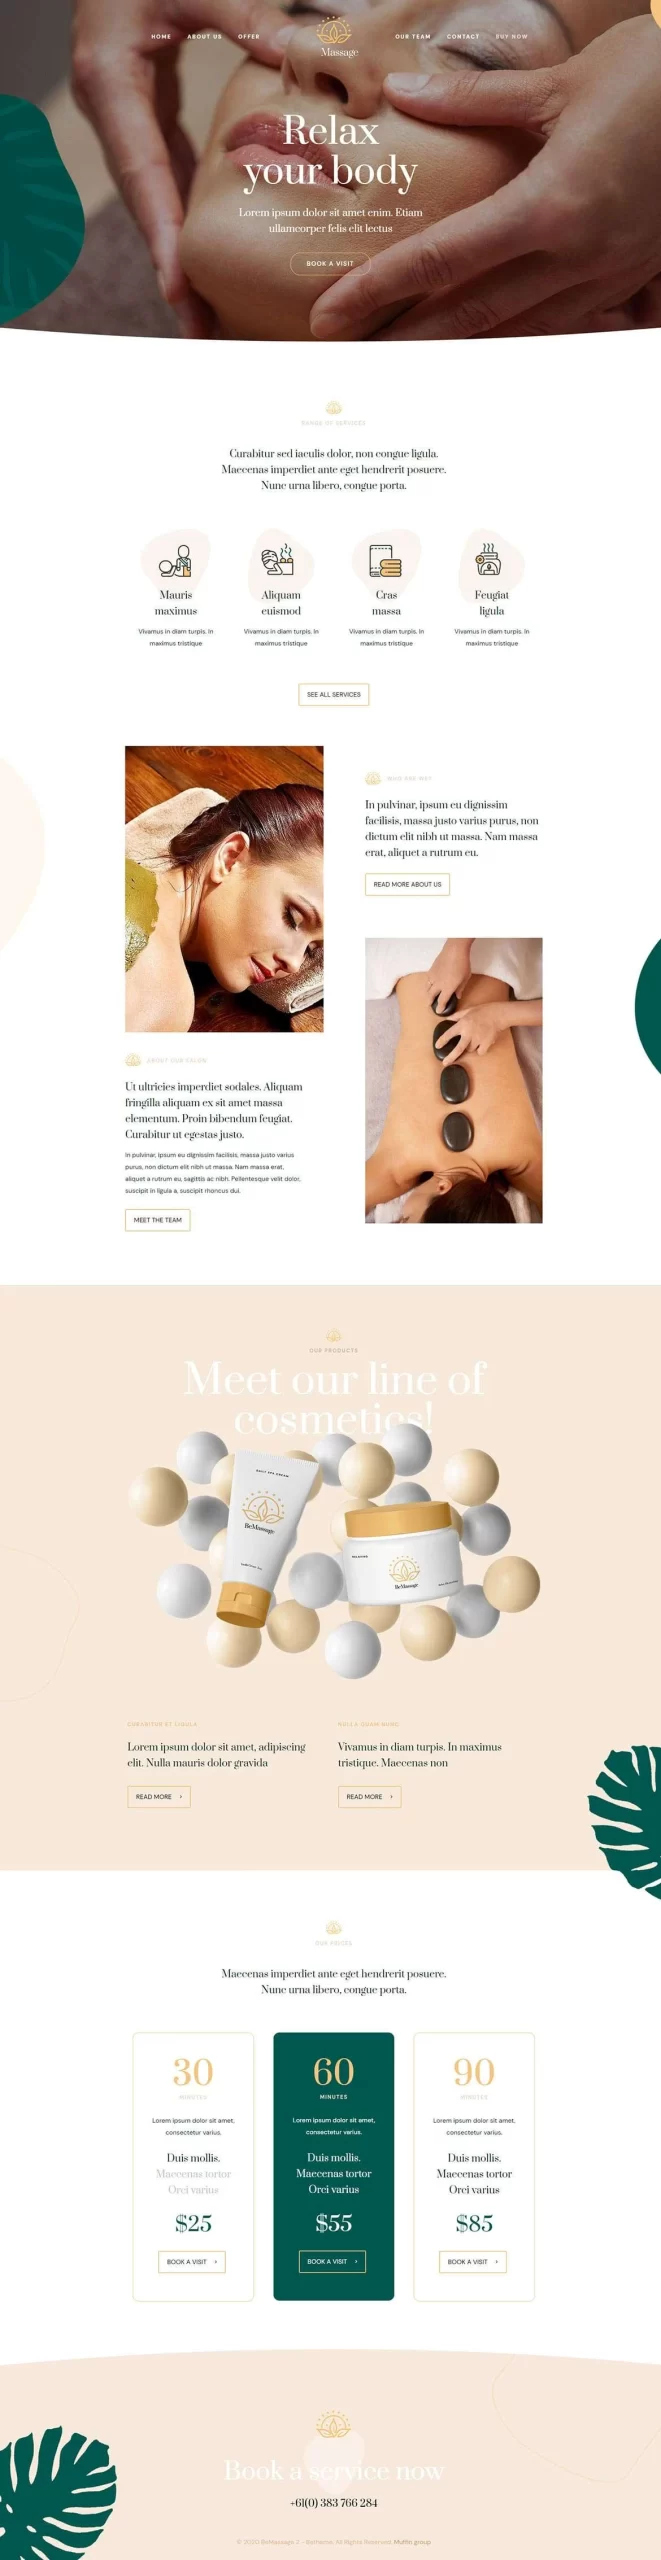 HOME ABOUT US OFFER
Massage
OUR TEAM CONTACT BUY NOW
Relax
your body
Lorem ipsum dolor sit amet enim. Etiam
ullamcorper felis elit lectus
BOOK A VISIT
RANGE OF SERVICES
Curabitur sed iaculis dolor, non congue ligula.
Maecenas imperdiet ante eget hendrerit posuere.
Nunc urna libero, congue porta.
Mauris
maximus
Vivamus in diam turpis. In
maximus tristique
Aliquam
euismod
Vivamus in diam turpis. In
maximus tristique
Cras
massa
Vivamus in diam turpis. In
maximus tristique
Feugiat
ligula
Vivamus in diam turpis. In
maximus tristique
SEE ALL SERVICES
WHO ARE WE?
In pulvinar, ipsum eu dignissim
facilisis, massa justo varius purus, non
dictum elit nibh ut massa. Nam massa
erat, aliquet a rutrum eu.
READ MORE ABOUT US
ABOUT OUR SALON
Ut ultricies imperdiet sodales. Aliquam
fringilla aliquam ex sit amet massa
elementum. Proin bibendum feugiat.
Curabitur ut egestas justo.
In pulvinar, ipsum eu dignissim facilisis, massa justo varius
purus, non dictum elit nibh ut massa. Nam massa erat,
aliquet a rutrum eu, sagittis ac nibh. Pellentesque velit dolor,
suscipit in ligula a, suscipit rhoncus dui.
MEET THE TEAM
OUR PRODUCTS
Meet our line of
cosmetics!
DAILY SPA CREAM
BeMassage
RELAXING
BeMassage
CURABITUR ET LIGULA
Lorem ipsum dolor sit amet, adipiscing
elit. Nulla mauris dolor gravida
READ MORE ›
NULLA QUAM NUNC
Vivamus in diam turpis. In maximus
tristique. Maecenas non
READ MORE ›
OUR PRICES
Maecenas imperdiet ante eget hendrerit posuere.
Nunc urna libero, congue porta.
30
MINUTES
Lorem ipsum dolor sit amet,
consectetur varius.
Duis mollis.
Maecenas tortor
Orci varius
$25
BOOK A VISIT ›
60
MINUTES
Lorem ipsum dolor sit amet,
consectetur varius.
Duis mollis.
Maecenas tortor
Orci varius
$55
BOOK A VISIT ›
90
MINUTES
Lorem ipsum dolor sit amet,
consectetur varius.
Duis mollis.
Maecenas tortor
Orci varius
$85
BOOK A VISIT ›
Book a service now
+61(0) 383 766 284
© 2020 BeMassage 2 - BeTheme. All Rights Reserved. Muffin group